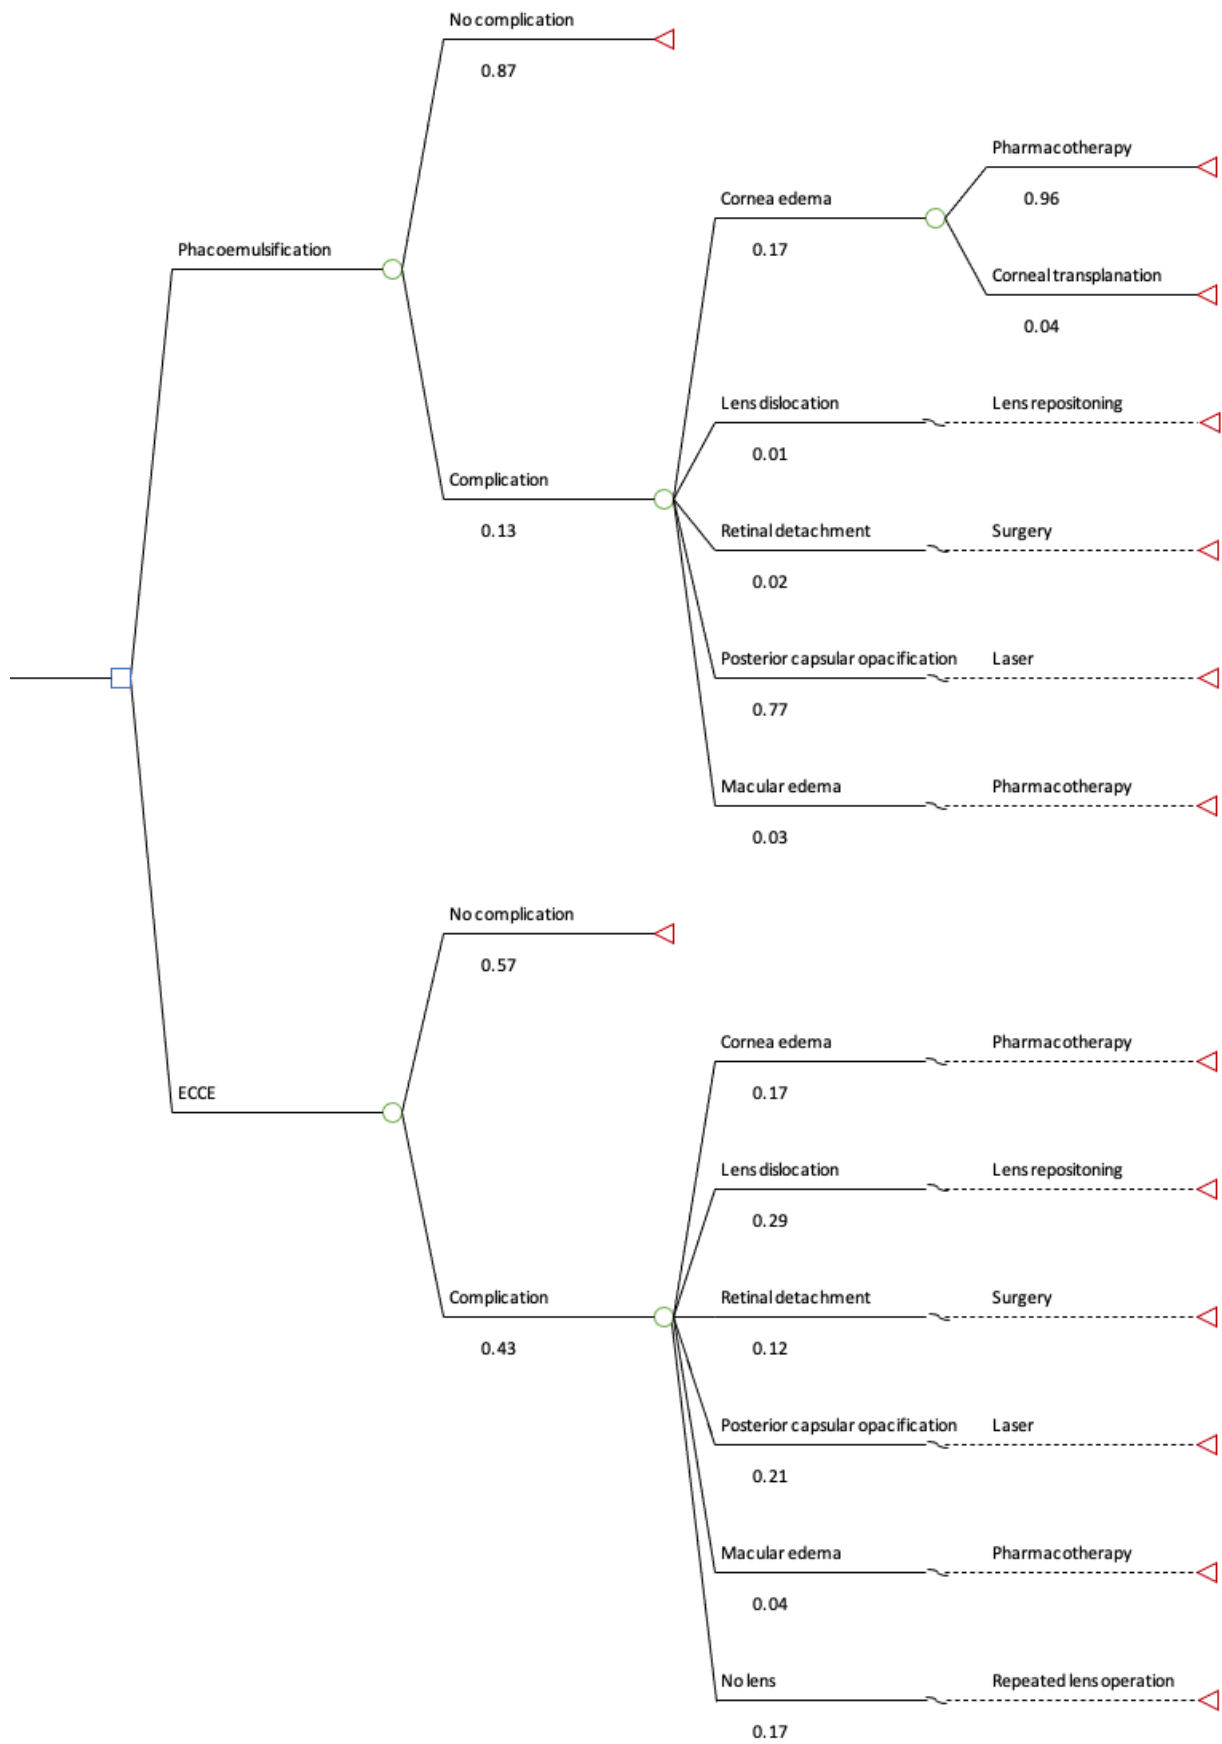 No complication
0.87
Pharmacotherapy
Cornea edema
0.96
Phacoemulsification
0.17
Corneal transplanation
0.04
Lens dislocation
Lens repositoning
0.01
Complication
0.13
Retinal detachment
Surgery
0.02
Posterior capsular opacification
Laser
0.77
Macular edema
Pharmacotherapy
0.03
No complication
0.57
Cornea edema
Pharmacotherapy
0.17
ECCE
Lens dislocation
Lens repositoning
0.29
Complication
0.43
Retinal detachment
Surgery
0.12
Posterior capsular opacification
Laser
0.21
Macular edema
Pharmacotherapy
0.04
No lens
Repeated lens operation
0.17